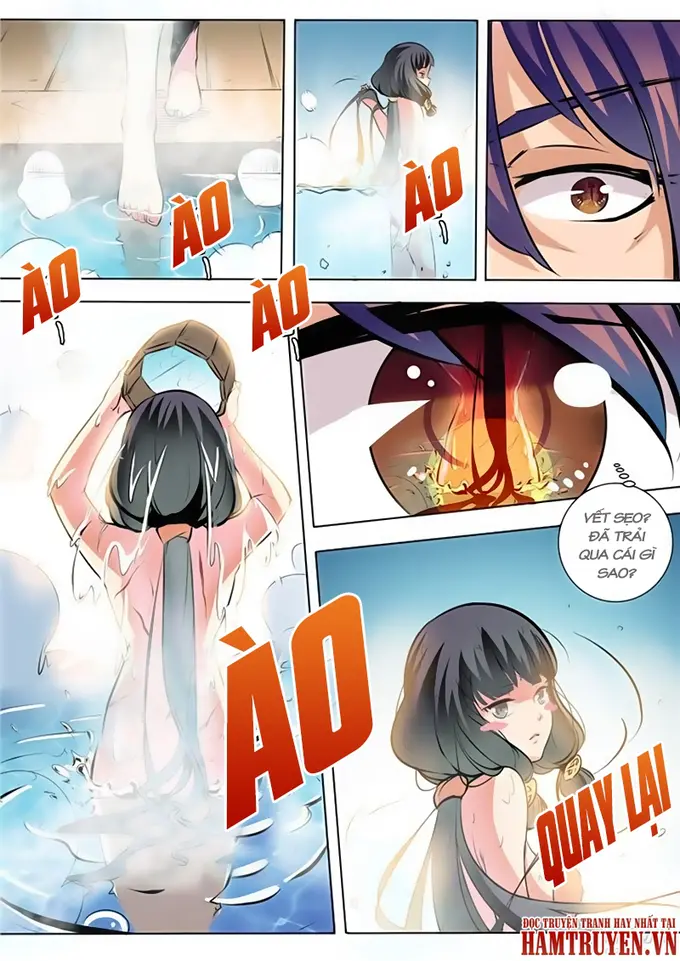 ÀO
ÀO
ÀO
ÀO
VẾT SẸO?
ĐÃ TRẢI
QUA CÁI GÌ
SAO?
ÀO
QUAY LẠI
ĐỌC TRUYỆN TRANH HAY NHẤT TẠI
HAMTRUYEN.VN